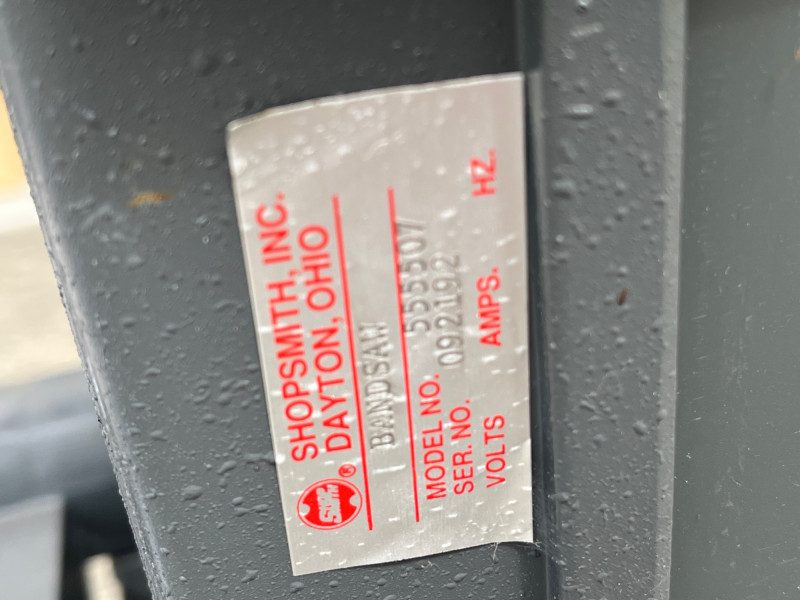 SHOPSMITH, INC.
DAYTON, OHIO
®
BANDSAW
MODEL NO. 555507
SER. NO. 092192
VOLTS AMPS. HZ.